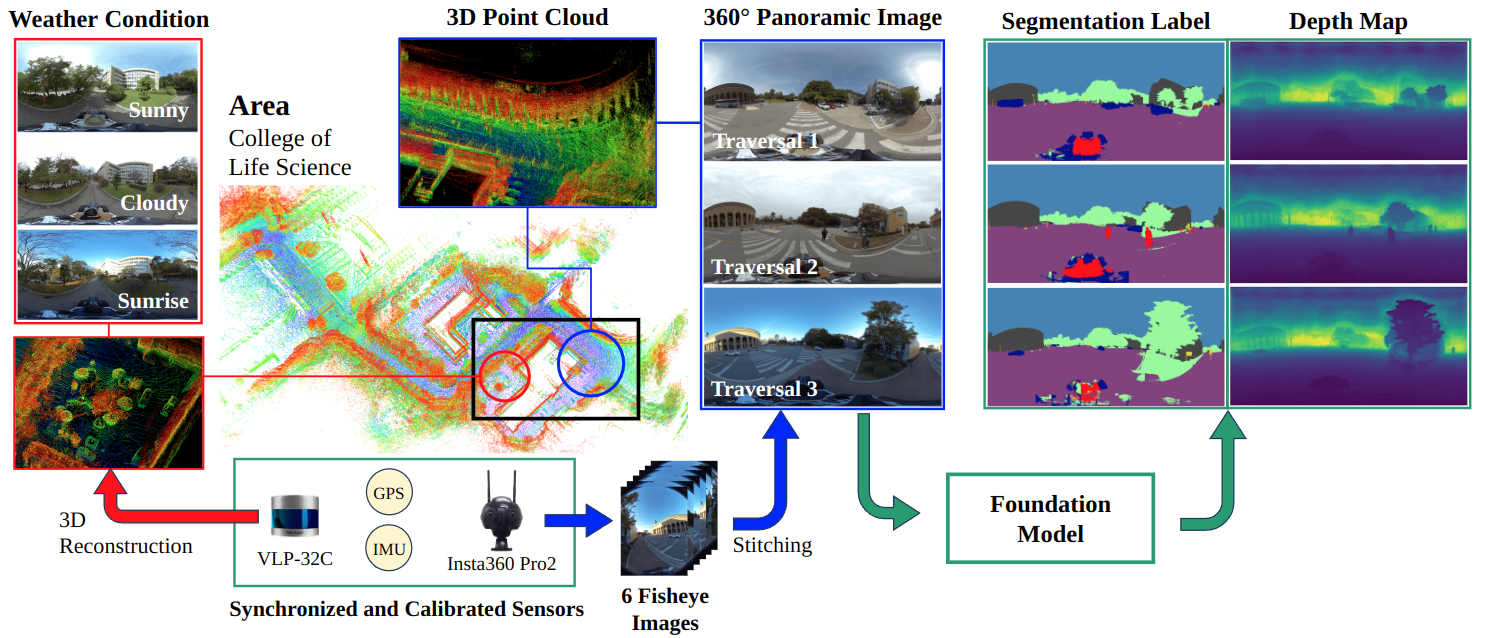 Weather Condition
3D Point Cloud
360° Panoramic Image
Segmentation Label
Depth Map
Sunny
Cloudy
Sunrise
Area
College of
Life Science
Traversal 1
Traversal 2
Traversal 3
3D
Reconstruction
VLP-32C
GPS
IMU
Insta360 Pro2
Synchronized and Calibrated Sensors
6 Fisheye
Images
Stitching
Foundation
Model